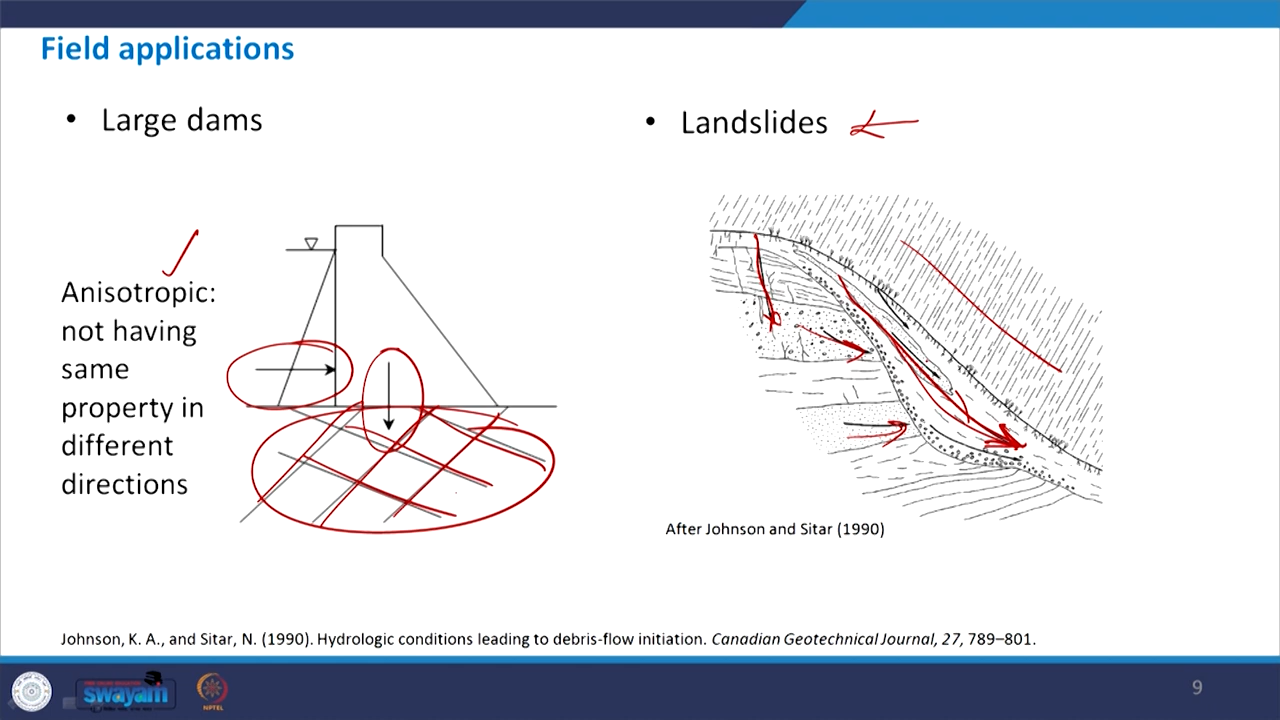 Field applications
• Large dams
Anisotropic:
not having
same
property in
different
directions
• Landslides
After Johnson and Sitar (1990)
Johnson, K. A., and Sitar, N. (1990). Hydrologic conditions leading to debris-flow initiation. Canadian Geotechnical Journal, 27, 789–801.
swayam
NPTEL
9